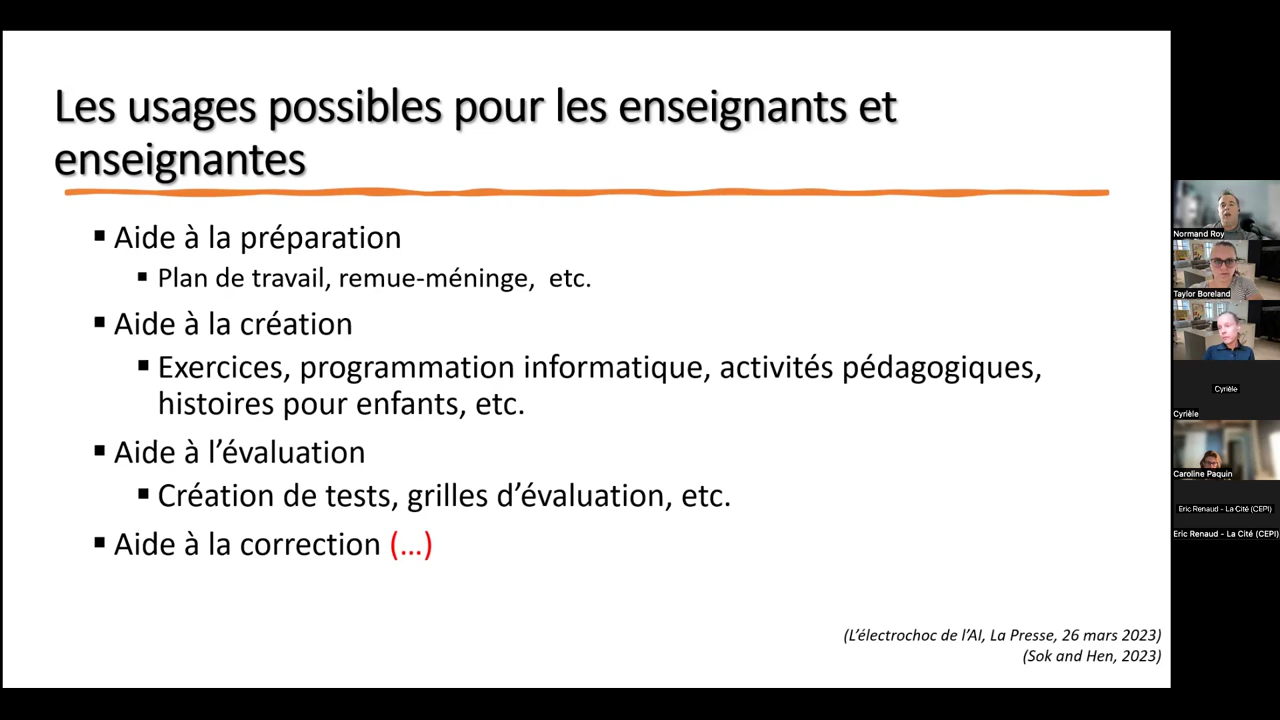 Les usages possibles pour les enseignants et
enseignantes
▪ Aide à la préparation
▪ Plan de travail, remue-méninge, etc.
▪ Aide à la création
▪ Exercices, programmation informatique, activités pédagogiques,
histoires pour enfants, etc.
▪ Aide à l’évaluation
▪ Création de tests, grilles d’évaluation, etc.
▪ Aide à la correction (…)
(L’électrochoc de l’AI, La Presse, 26 mars 2023)
(Sok and Hen, 2023)
Normand Roy
Taylor Boreland
Cyrièle
Cyrièle
Caroline Paquin
Eric Renaud - La Cité (CEPI)
Eric Renaud - La Cité (CEPI)